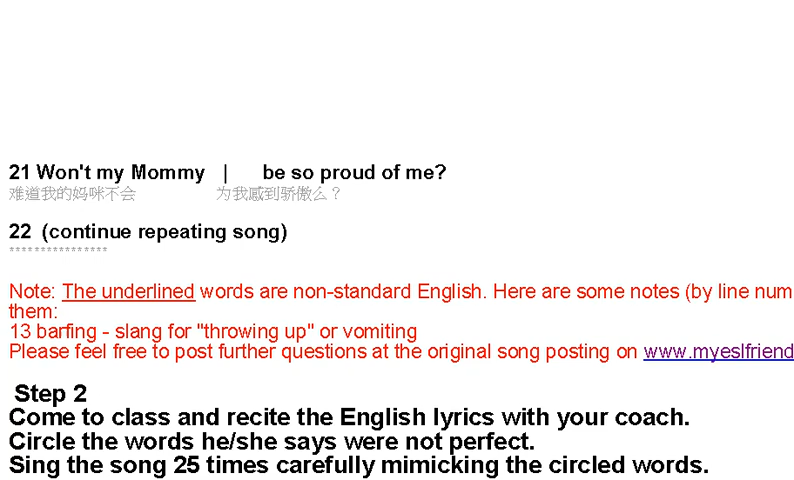 21 Won't my Mommy | be so proud of me?
难道我的妈咪不会 为我感到骄傲么？
22 (continue repeating song)
****************
Note: The underlined words are non-standard English. Here are some notes (by line num
them:
13 barfing - slang for "throwing up" or vomiting
Please feel free to post further questions at the original song posting on www.myeslfriend
Step 2
Come to class and recite the English lyrics with your coach.
Circle the words he/she says were not perfect.
Sing the song 25 times carefully mimicking the circled words.